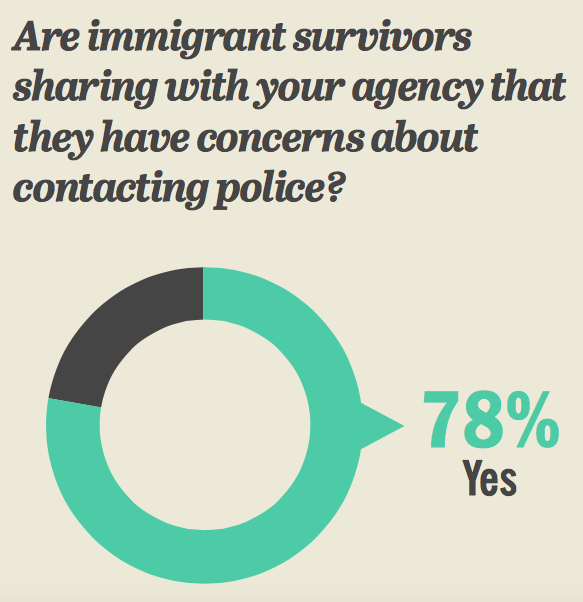 Are immigrant survivors
sharing with your agency that
they have concerns about
contacting police?
78%
Yes